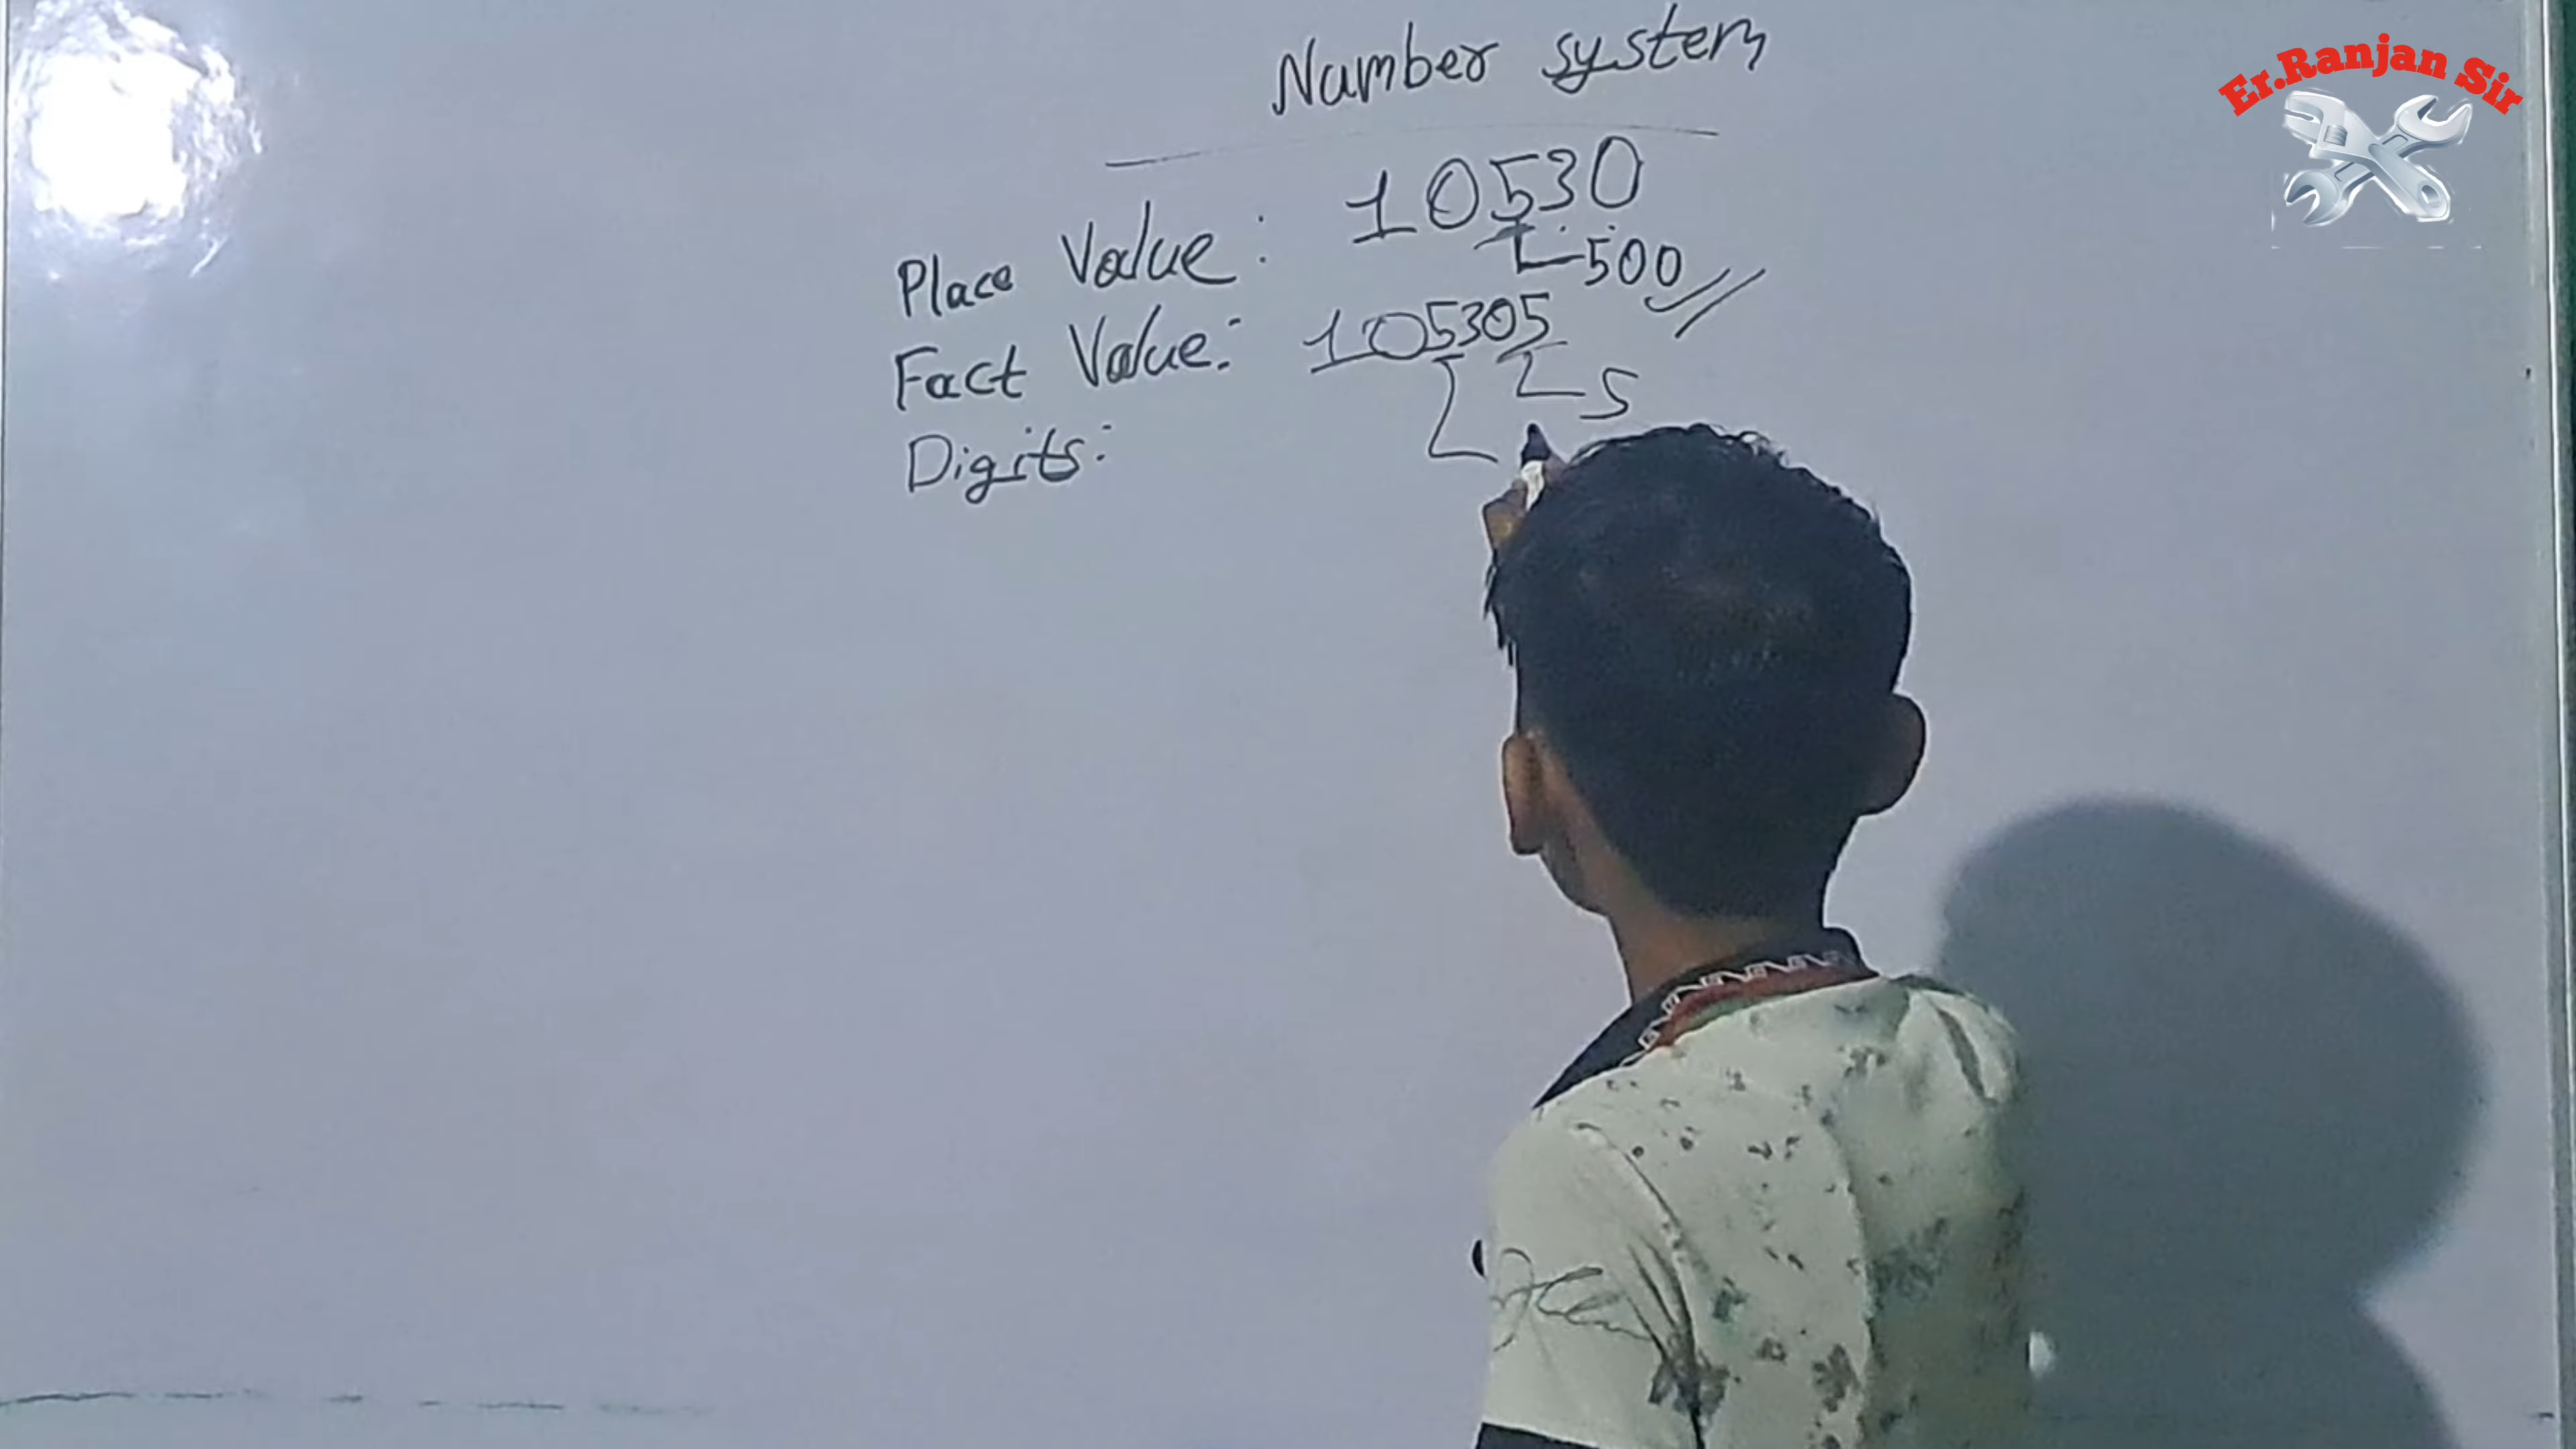 Number system
Place Value: 10530
500
Fact Value: 105305
5
Digits:
Er.Ranjan Sir